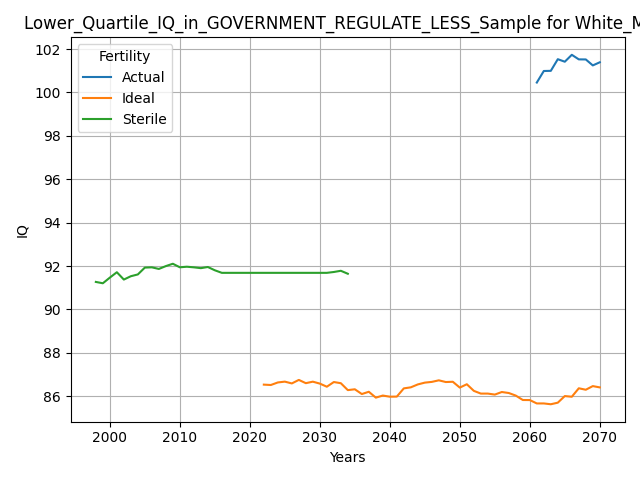 Lower_Quartile_IQ_in_GOVERNMENT_REGULATE_LESS_Sample for White_M
Fertility
Actual
Ideal
Sterile
IQ
102
100
98
96
94
92
90
88
86
2000 2010 2020 2030 2040 2050 2060 2070
Years